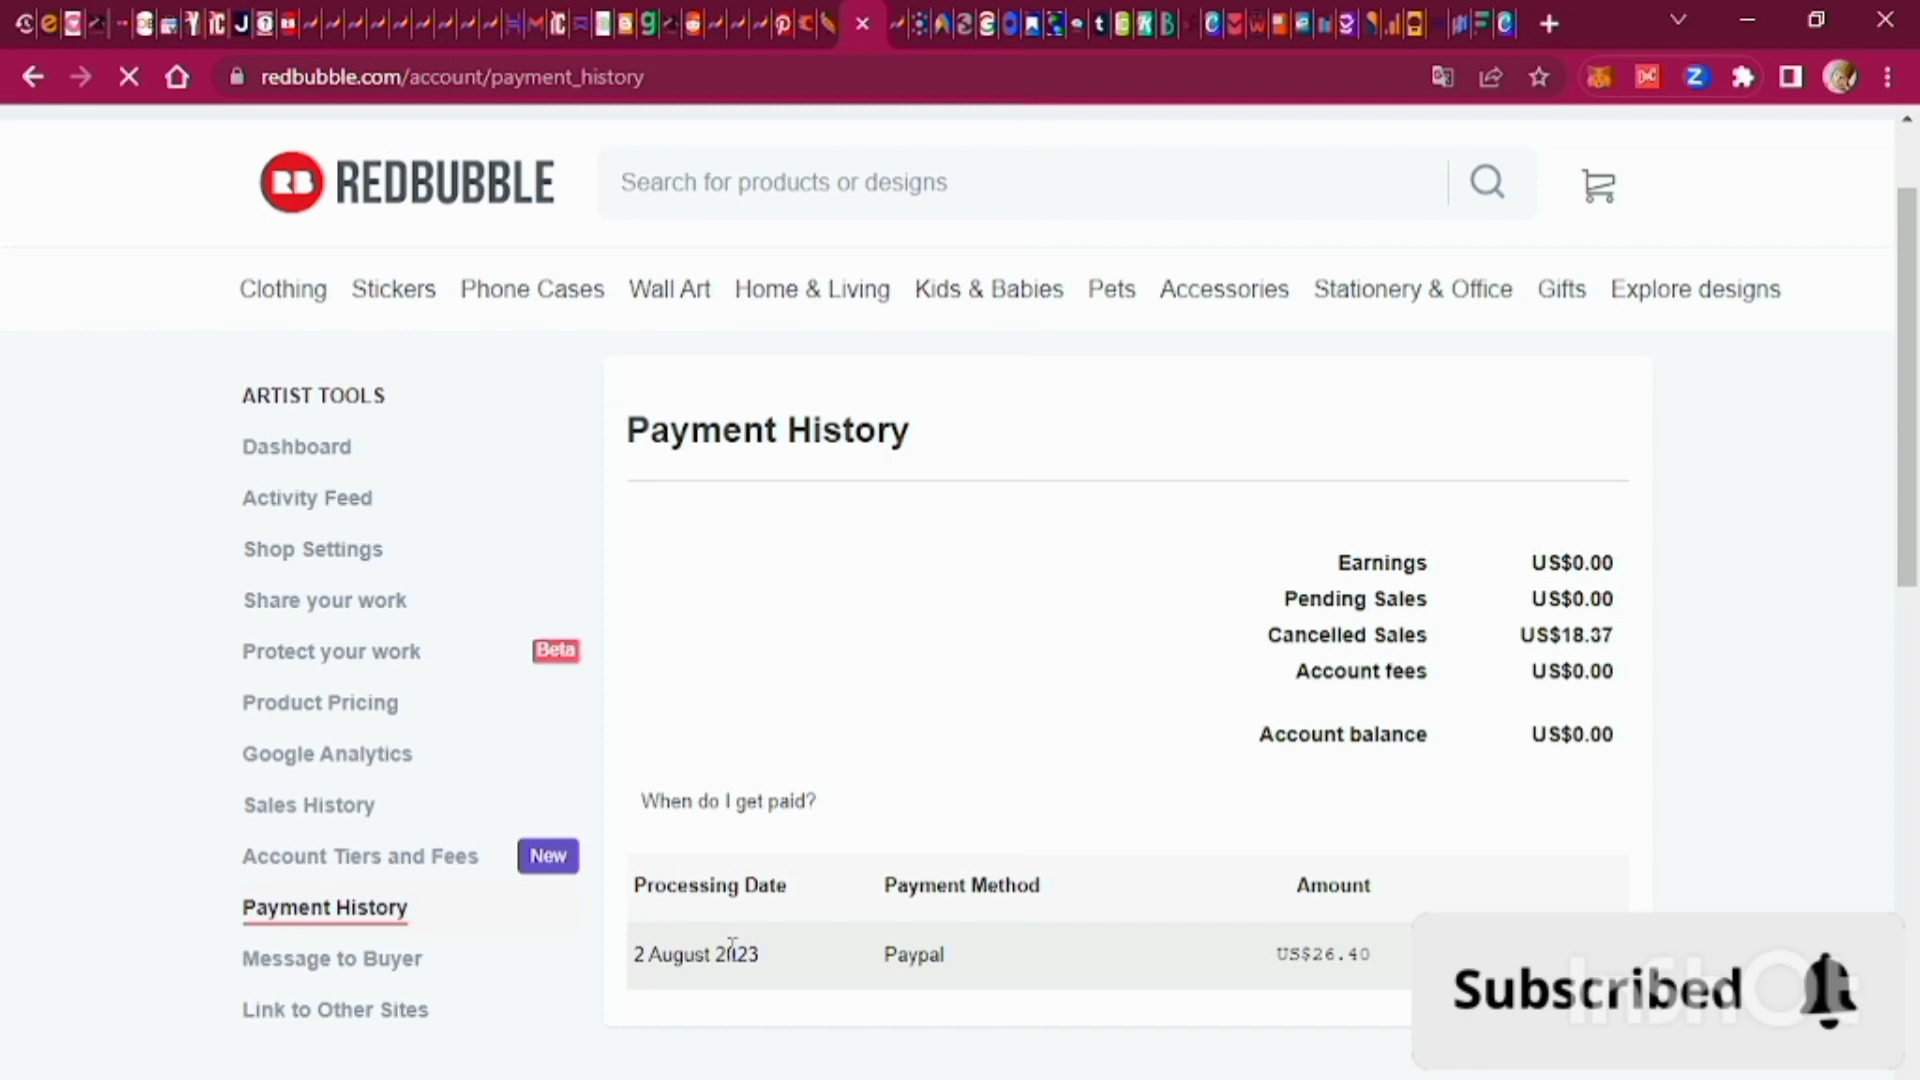 redbubble.com/account/payment_history
RB REDBUBBLE
Search for products or designs
Clothing Stickers Phone Cases Wall Art Home & Living Kids & Babies Pets Accessories Stationery & Office Gifts Explore designs
ARTIST TOOLS
Dashboard
Activity Feed
Shop Settings
Share your work
Protect your work Beta
Product Pricing
Google Analytics
Sales History
Account Tiers and Fees New
Payment History
Message to Buyer
Link to Other Sites
Payment History
Earnings US$0.00
Pending Sales US$0.00
Cancelled Sales US$18.37
Account fees US$0.00
Account balance US$0.00
When do I get paid?
Processing Date Payment Method Amount
2 August 2023 Paypal US$26.40
Subscribed
InShot